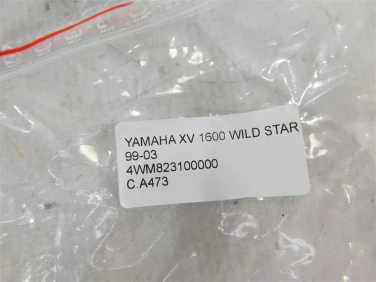 YAMAHA XV 1600 WILD STAR
99-03
4WM823100000
C.A473